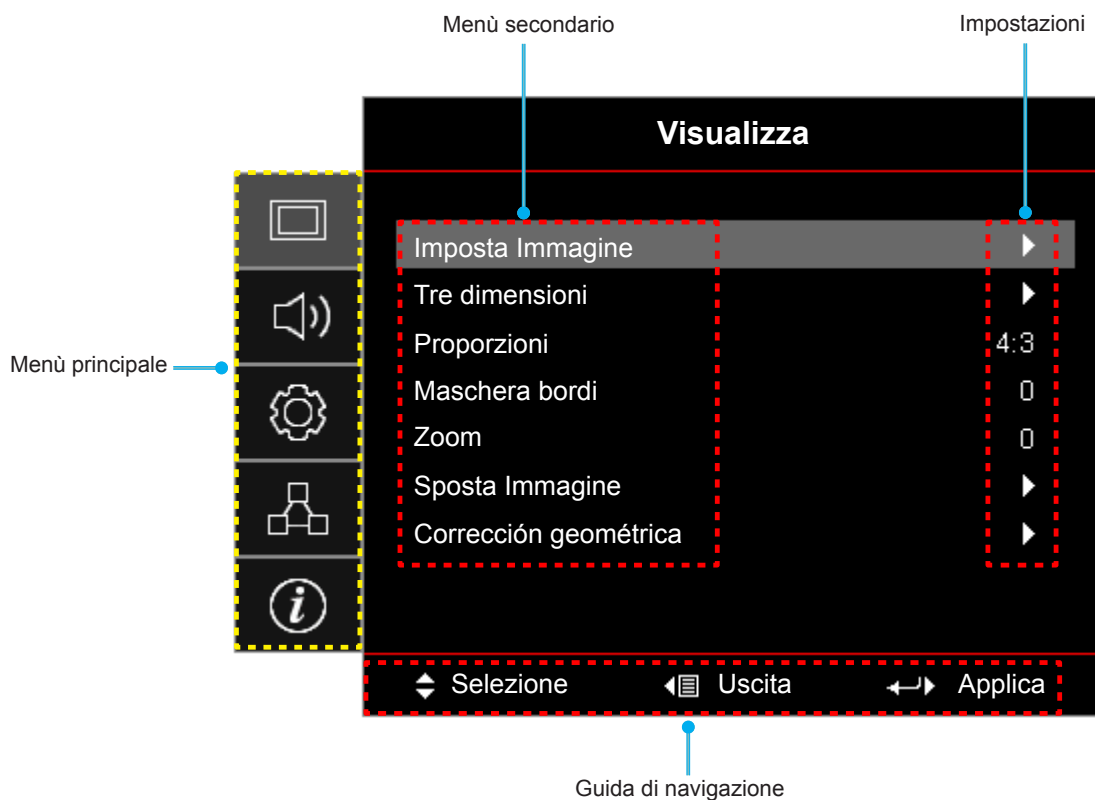 Menù secondario
Impostazioni
Visualizza
Imposta Immagine
Tre dimensioni
Proporzioni 4:3
Menù principale
Maschera bordi 0
Zoom 0
Sposta Immagine
Corrección geométrica
Selezione Uscita Applica
Guida di navigazione